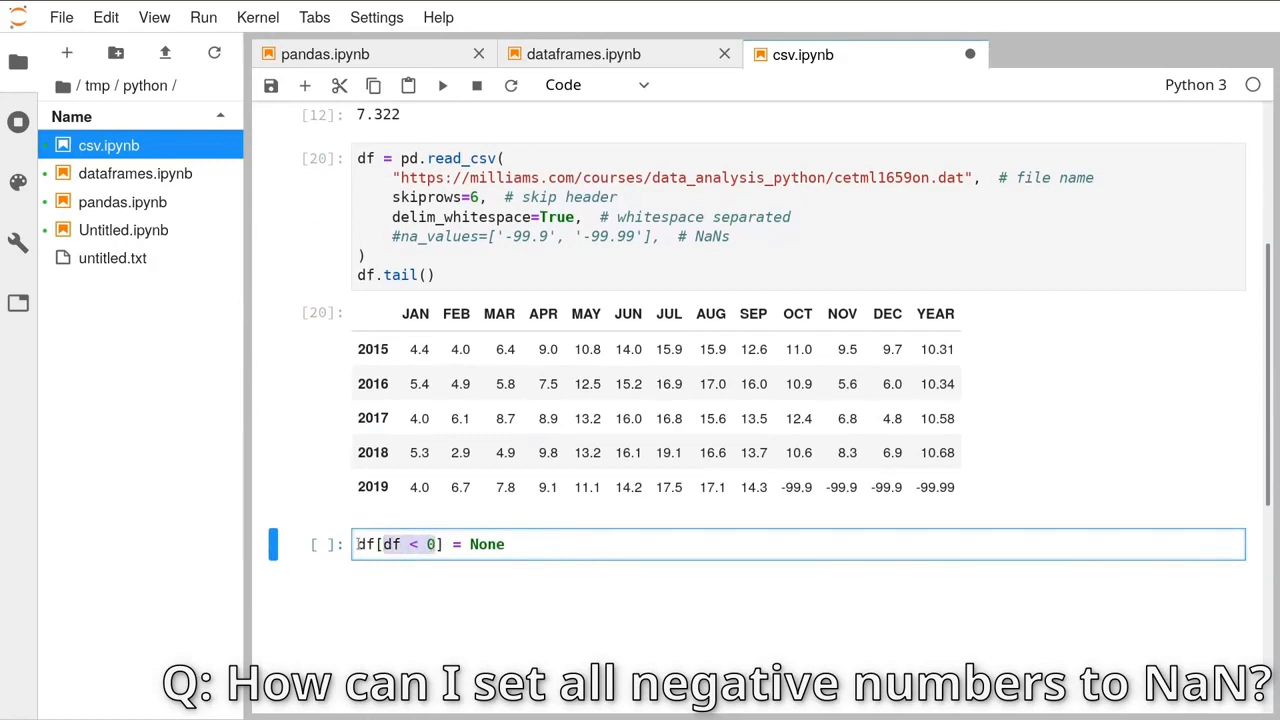 File Edit View Run Kernel Tabs Settings Help
pandas.ipynb dataframes.ipynb csv.ipynb
/ tmp / python /
Code Python 3
Name
csv.ipynb
dataframes.ipynb
pandas.ipynb
Untitled.ipynb
untitled.txt
[12]: 7.322
[20]: df = pd.read_csv(
"https://milliams.com/courses/data_analysis_python/cetml1659on.dat", # file name
skiprows=6, # skip header
delim_whitespace=True, # whitespace separated
#na_values=['-99.9', '-99.99'], # NaNs
)
df.tail()
[20]: JAN FEB MAR APR MAY JUN JUL AUG SEP OCT NOV DEC YEAR
2015 4.4 4.0 6.4 9.0 10.8 14.0 15.9 15.9 12.6 11.0 9.5 9.7 10.31
2016 5.4 4.9 5.8 7.5 12.5 15.2 16.9 17.0 16.0 10.9 5.6 6.0 10.34
2017 4.0 6.1 8.7 8.9 13.2 16.0 16.8 15.6 13.5 12.4 6.8 4.8 10.58
2018 5.3 2.9 4.9 9.8 13.2 16.1 19.1 16.6 13.7 10.6 8.3 6.9 10.68
2019 4.0 6.7 7.8 9.1 11.1 14.2 17.5 17.1 14.3 -99.9 -99.9 -99.9 -99.99
[ ]: df[df < 0] = None
Q: How can I set all negative numbers to NaN?